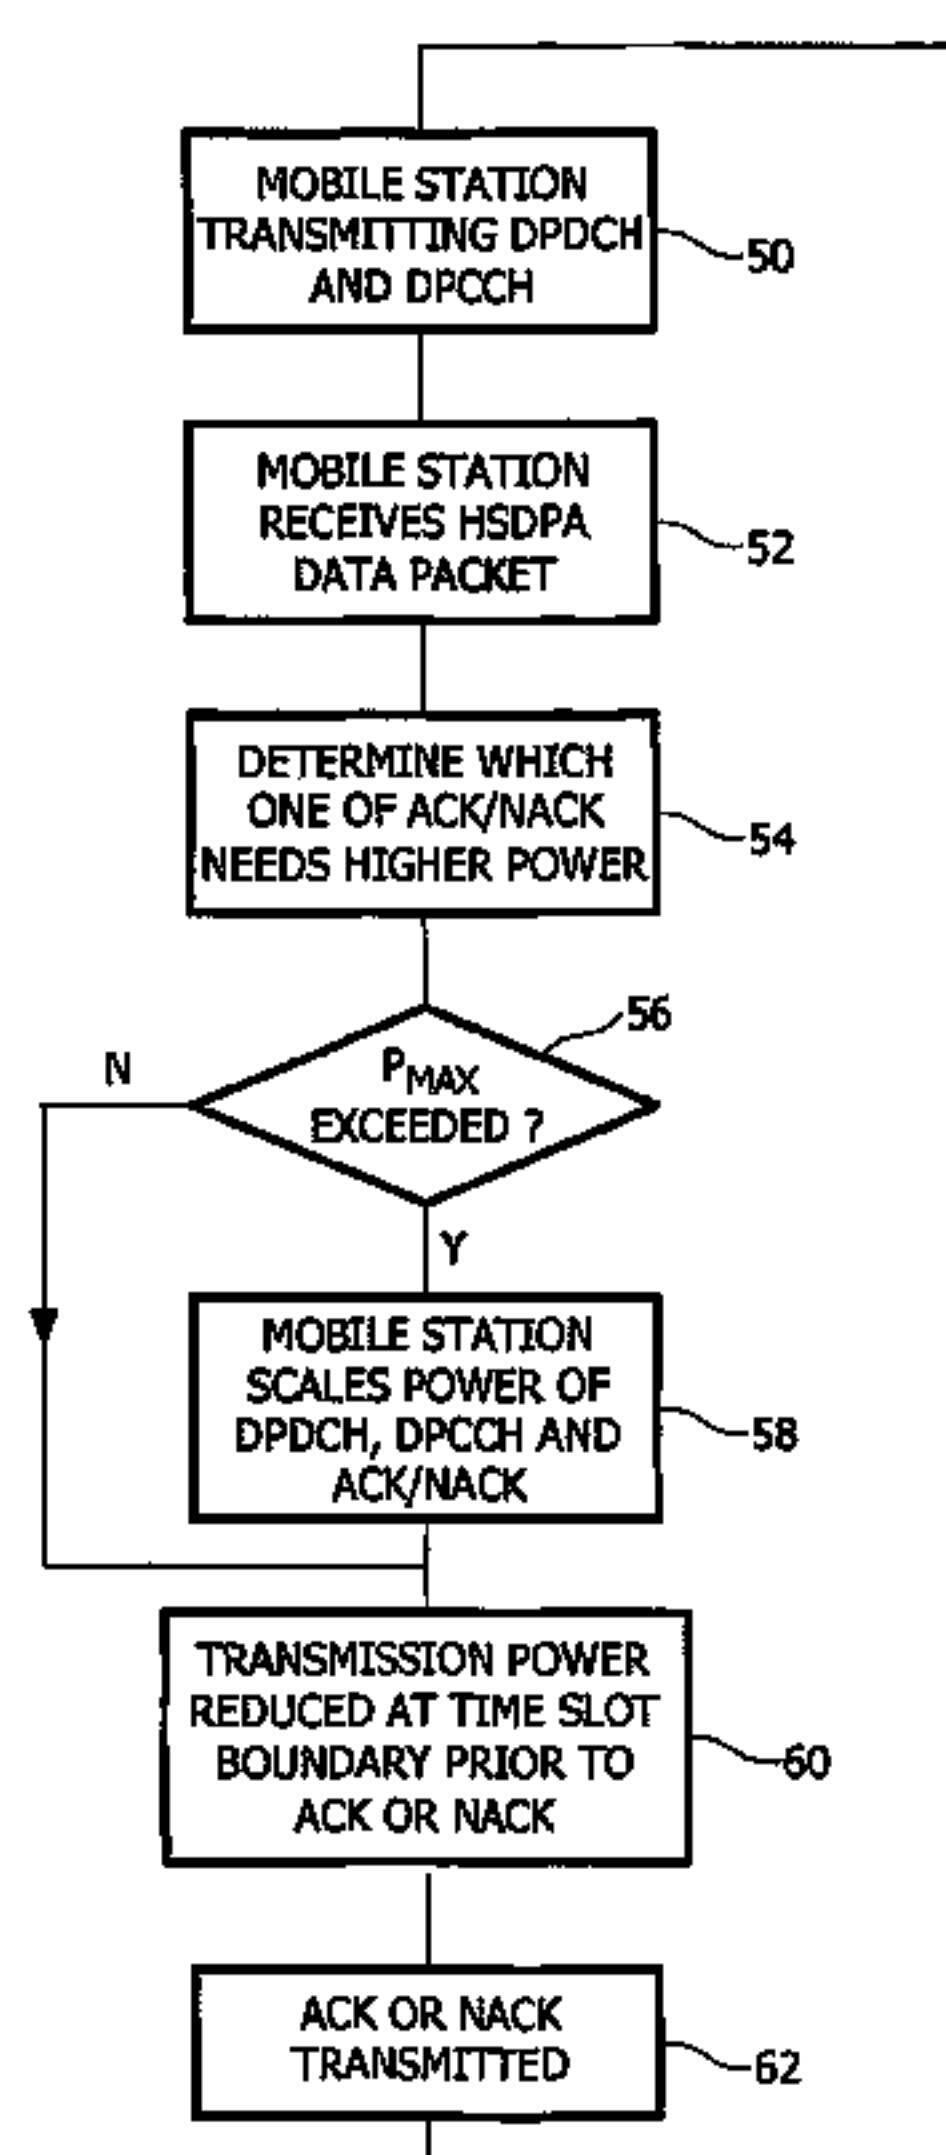 MOBILE STATION
TRANSMITTING DPDCH
AND DPCCH
50
MOBILE STATION
RECEIVES HSDPA
DATA PACKET
52
DETERMINE WHICH
ONE OF ACK/NACK
NEEDS HIGHER POWER
54
56
N
PMAX
EXCEEDED ?
Y
MOBILE STATION
SCALES POWER OF
DPDCH, DPCCH AND
ACK/NACK
58
TRANSMISSION POWER
REDUCED AT TIME SLOT
BOUNDARY PRIOR TO
ACK OR NACK
60
ACK OR NACK
TRANSMITTED
62